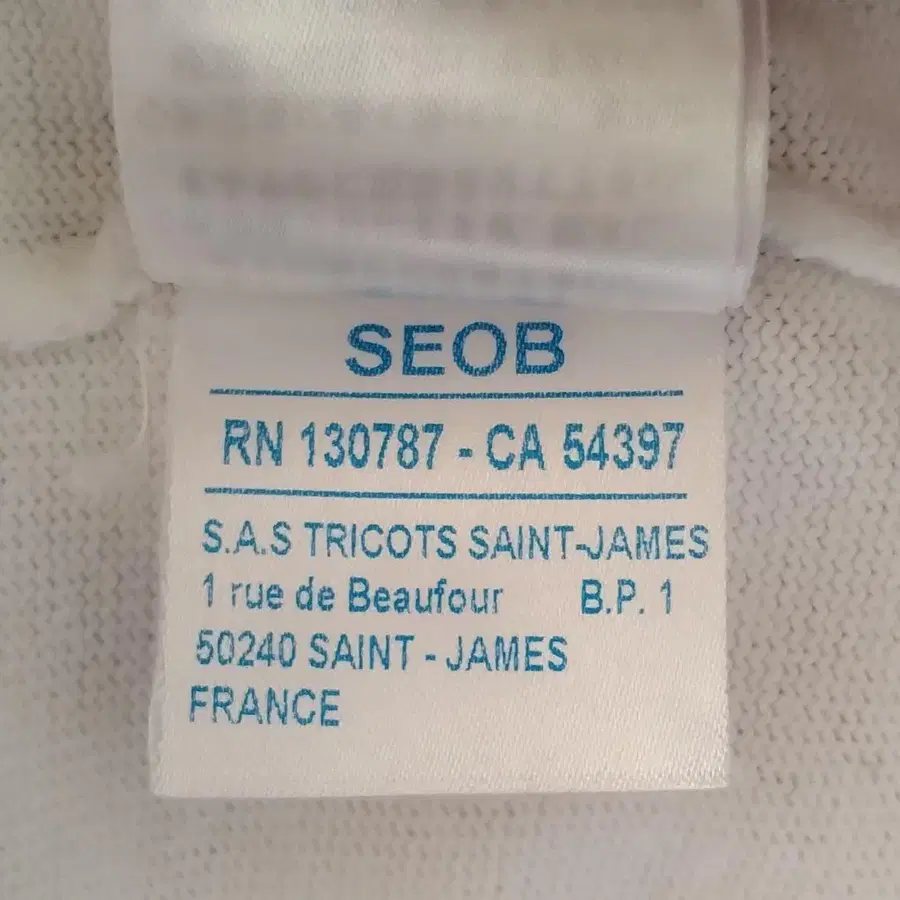 SEOB
RN 130787 - CA 54397
S.A.S TRICOTS SAINT-JAMES
1 rue de Beaufour B.P. 1
50240 SAINT - JAMES
FRANCE